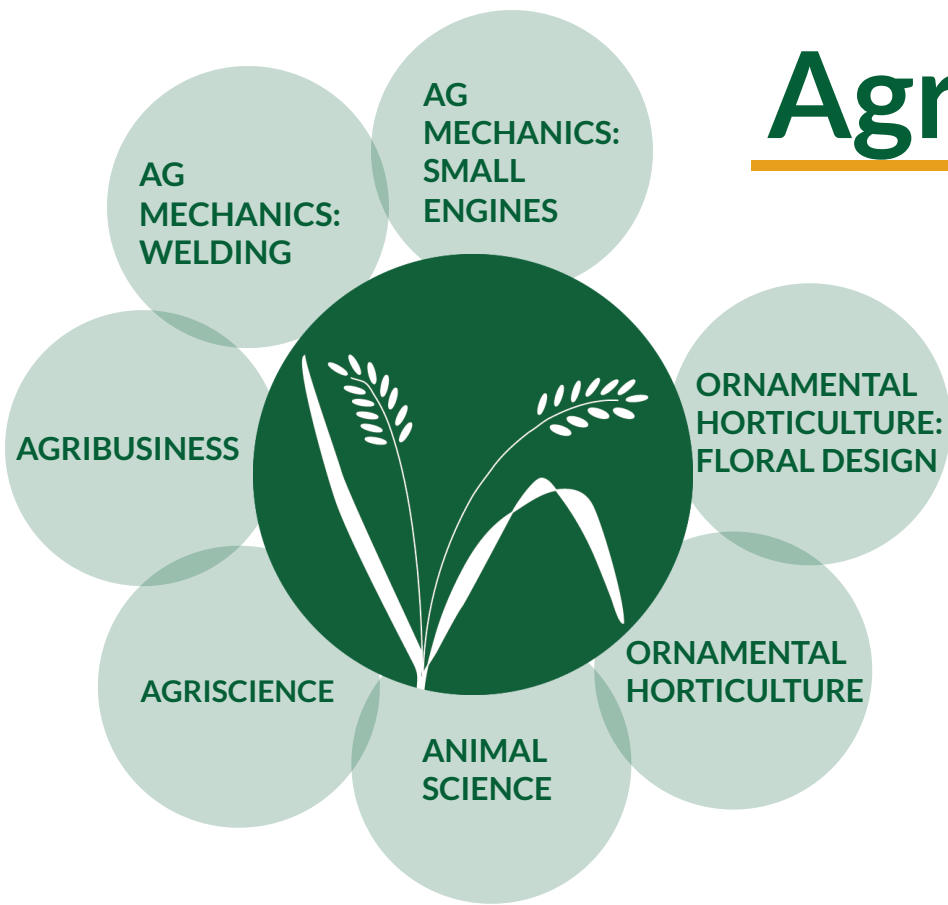 Agr
AG
MECHANICS:
SMALL
ENGINES
AG
MECHANICS:
WELDING
ORNAMENTAL
HORTICULTURE:
FLORAL DESIGN
AGRIBUSINESS
ORNAMENTAL
HORTICULTURE
AGRISCIENCE
ANIMAL
SCIENCE